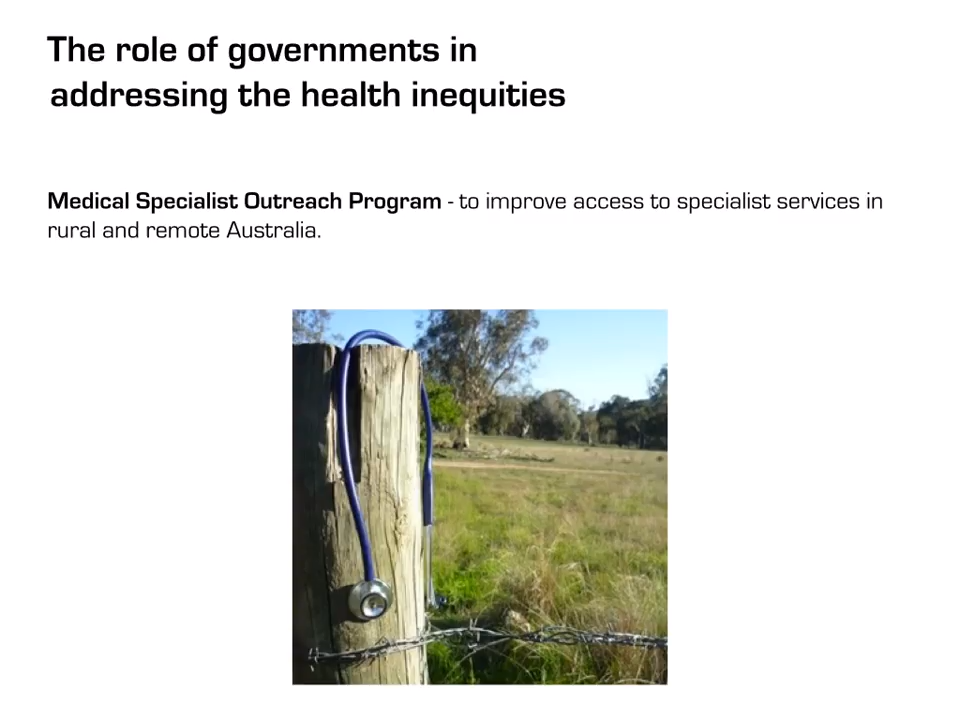 The role of governments in
addressing the health inequities
Medical Specialist Outreach Program - to improve access to specialist services in
rural and remote Australia.